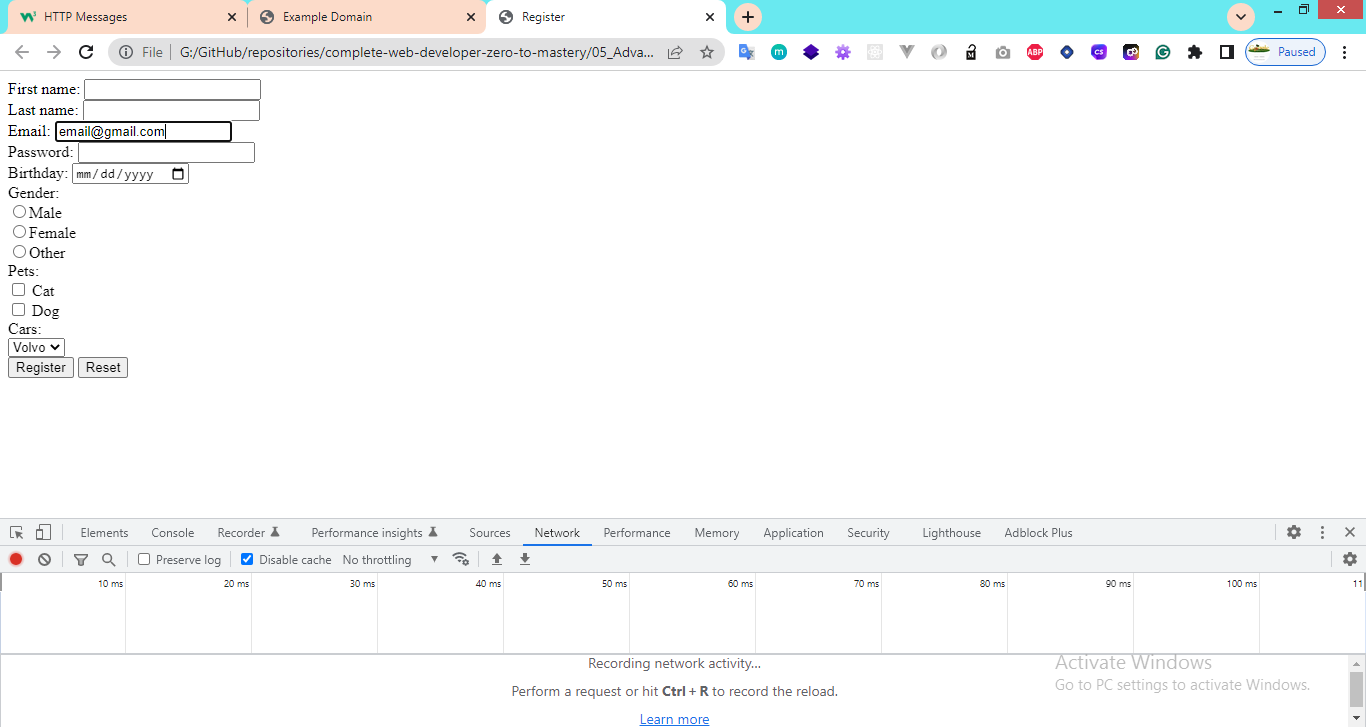 HTTP Messages
Example Domain
Register
File
G:/GitHub/repositories/complete-web-developer-zero-to-mastery/05_Adva...
ABP
CS
Paused
First name:
Last name:
Email: email@gmail.com
Password:
Birthday: mm/dd/yyyy
Gender:
Male
Female
Other
Pets:
Cat
Dog
Cars:
Volvo
Register Reset
Elements Console Recorder Performance insights Sources Network Performance Memory Application Security Lighthouse Adblock Plus
Preserve log Disable cache No throttling
10 ms 20 ms 30 ms 40 ms 50 ms 60 ms 70 ms 80 ms 90 ms 100 ms 11
Recording network activity...
Perform a request or hit Ctrl + R to record the reload.
Learn more
Activate Windows
Go to PC settings to activate Windows.